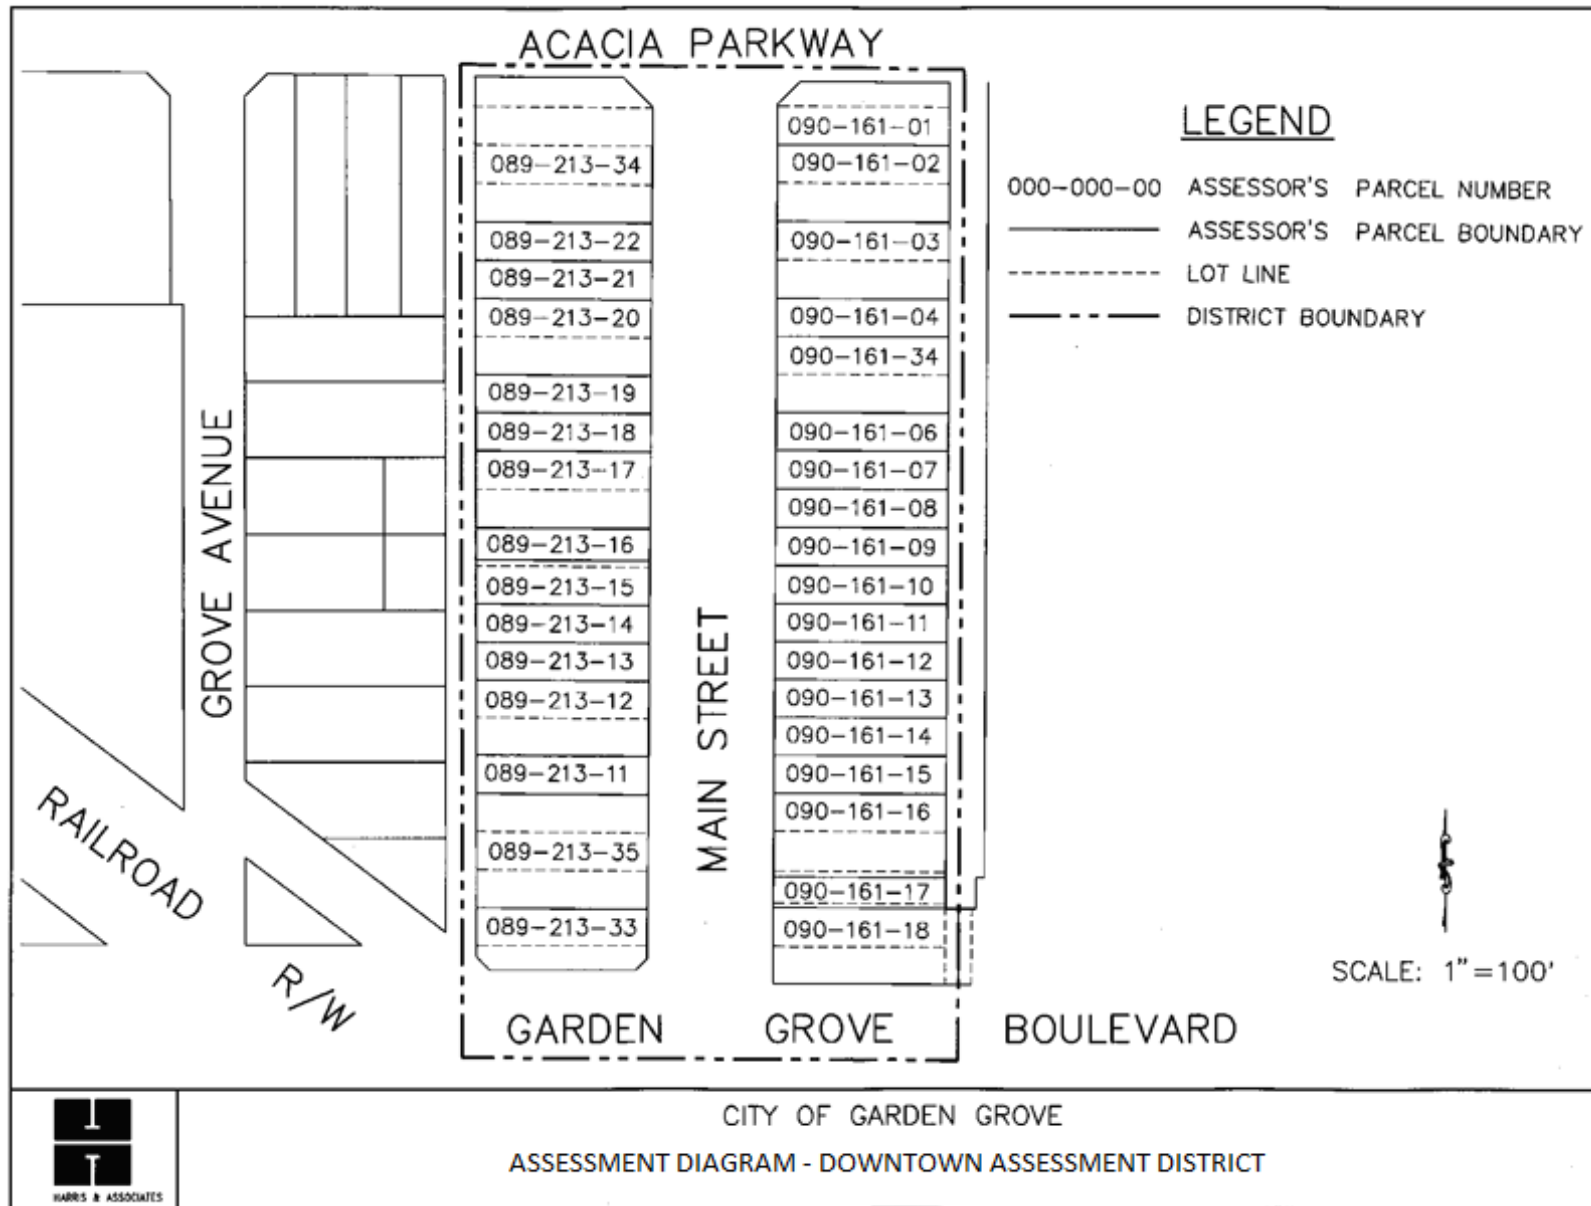 ACACIA PARKWAY
089-213-34
089-213-22
089-213-21
089-213-20
089-213-19
089-213-18
089-213-17
089-213-16
089-213-15
089-213-14
089-213-13
089-213-12
089-213-11
089-213-35
089-213-33
090-161-01
090-161-02
090-161-03
090-161-04
090-161-34
090-161-06
090-161-07
090-161-08
090-161-09
090-161-10
090-161-11
090-161-12
090-161-13
090-161-14
090-161-15
090-161-16
090-161-17
090-161-18
GROVE AVENUE
MAIN STREET
RAILROAD
R/W
GARDEN GROVE BOULEVARD
LEGEND
000-000-00 ASSESSOR'S PARCEL NUMBER
ASSESSOR'S PARCEL BOUNDARY
LOT LINE
DISTRICT BOUNDARY
SCALE: 1"=100'
HARRIS & ASSOCIATES
CITY OF GARDEN GROVE
ASSESSMENT DIAGRAM - DOWNTOWN ASSESSMENT DISTRICT